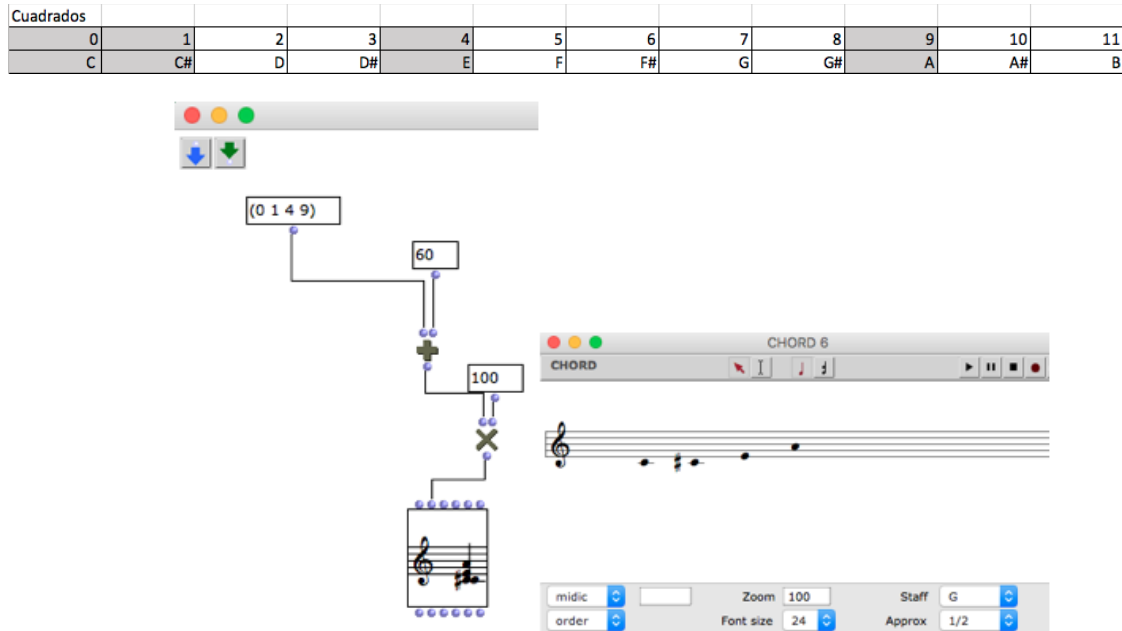 Cuadrados
0 1 2 3 4 5 6 7 8 9 10 11
C C# D D# E F F# G G# A A# B
(0 1 4 9)
60
100
CHORD 6
CHORD
midic Zoom 100 Staff G
order Font size 24 Approx 1/2